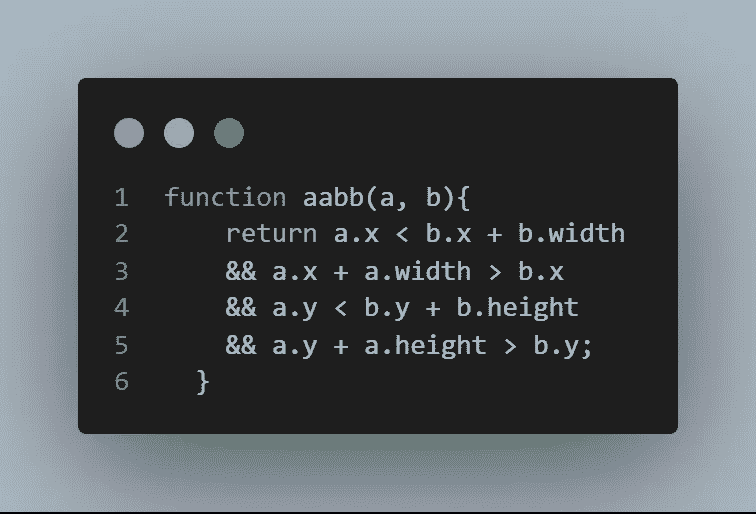 1 function aabb(a, b){
2 return a.x < b.x + b.width
3 && a.x + a.width > b.x
4 && a.y < b.y + b.height
5 && a.y + a.height > b.y;
6 }